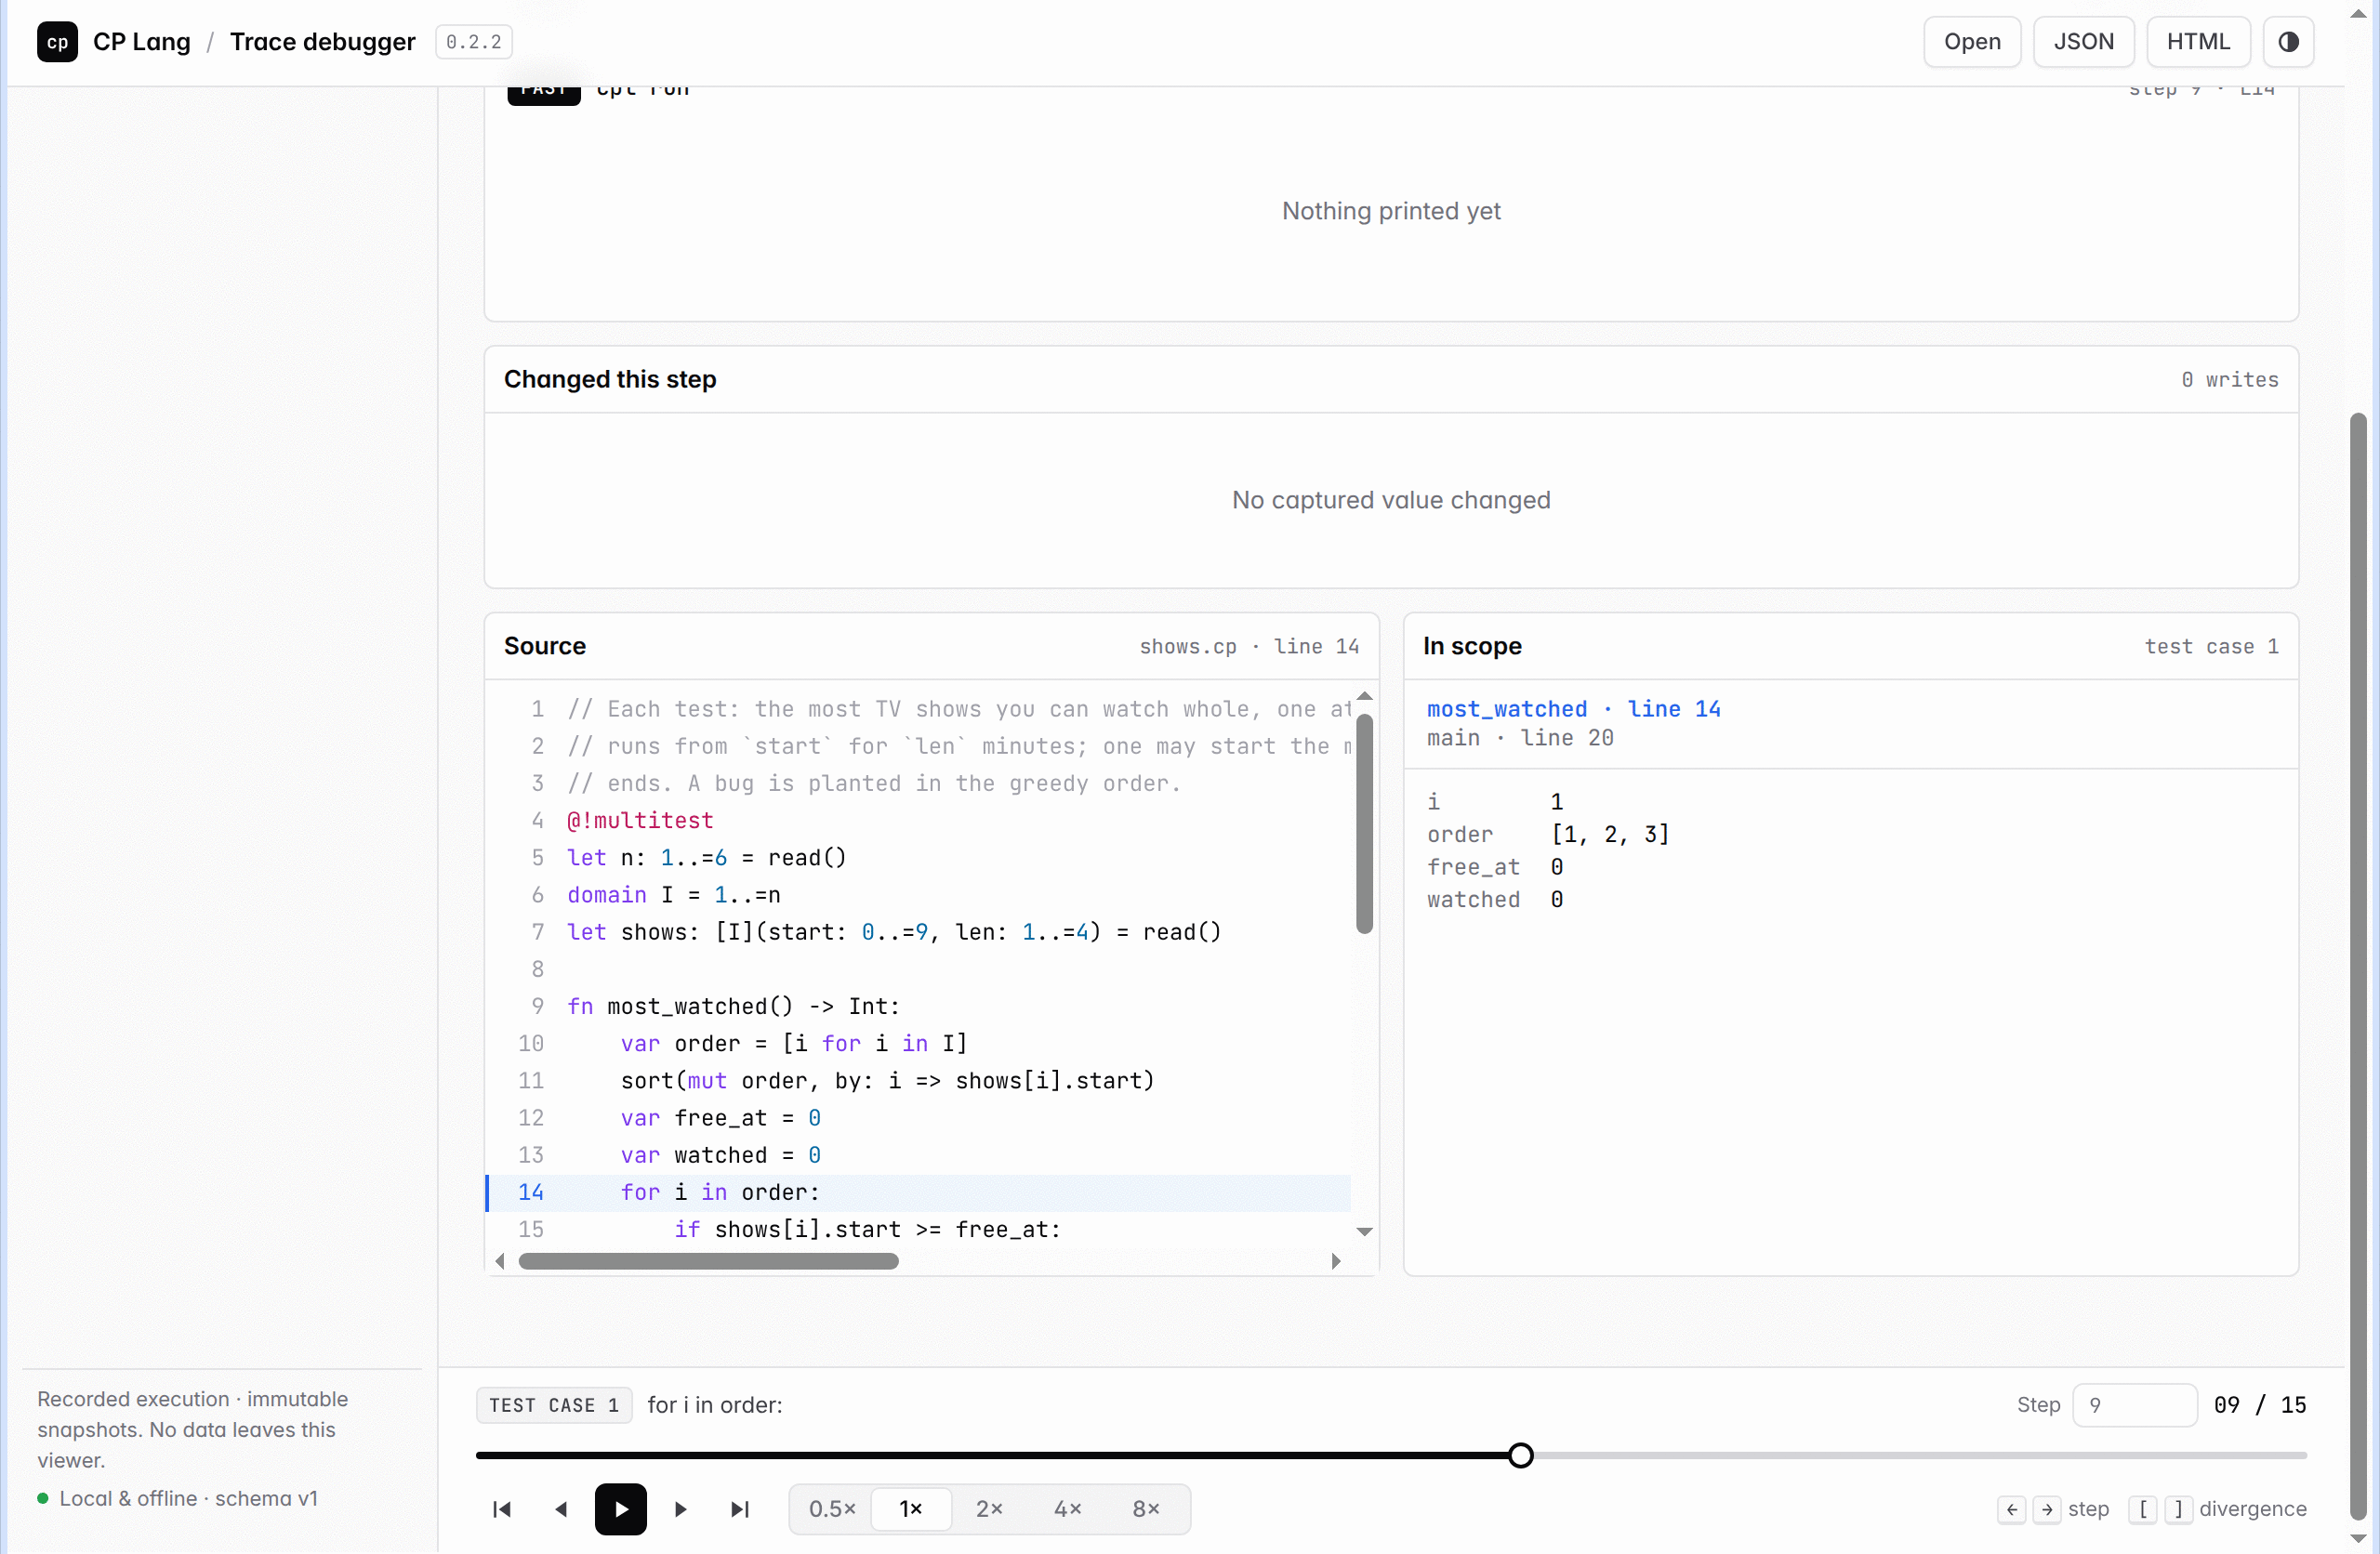 cp CP Lang / Trace debugger 0.2.2 Open JSON HTML
FAST cpt run step 9 · L14
Nothing printed yet
Changed this step 0 writes
No captured value changed
Source shows.cp · line 14
1 // Each test: the most TV shows you can watch whole, one at
2 // runs from `start` for `len` minutes; one may start the m
3 // ends. A bug is planted in the greedy order.
4 @!multitest
5 let n: 1..=6 = read()
6 domain I = 1..=n
7 let shows: [I](start: 0..=9, len: 1..=4) = read()
8
9 fn most_watched() -> Int:
10 var order = [i for i in I]
11 sort(mut order, by: i => shows[i].start)
12 var free_at = 0
13 var watched = 0
14 for i in order:
15 if shows[i].start >= free_at:
In scope test case 1
most_watched · line 14
main · line 20
i 1
order [1, 2, 3]
free_at 0
watched 0
Recorded execution · immutable
snapshots. No data leaves this
viewer.
Local & offline · schema v1
TEST CASE 1 for i in order: Step 9 09 / 15
0.5× 1× 2× 4× 8× ← → step [ ] divergence